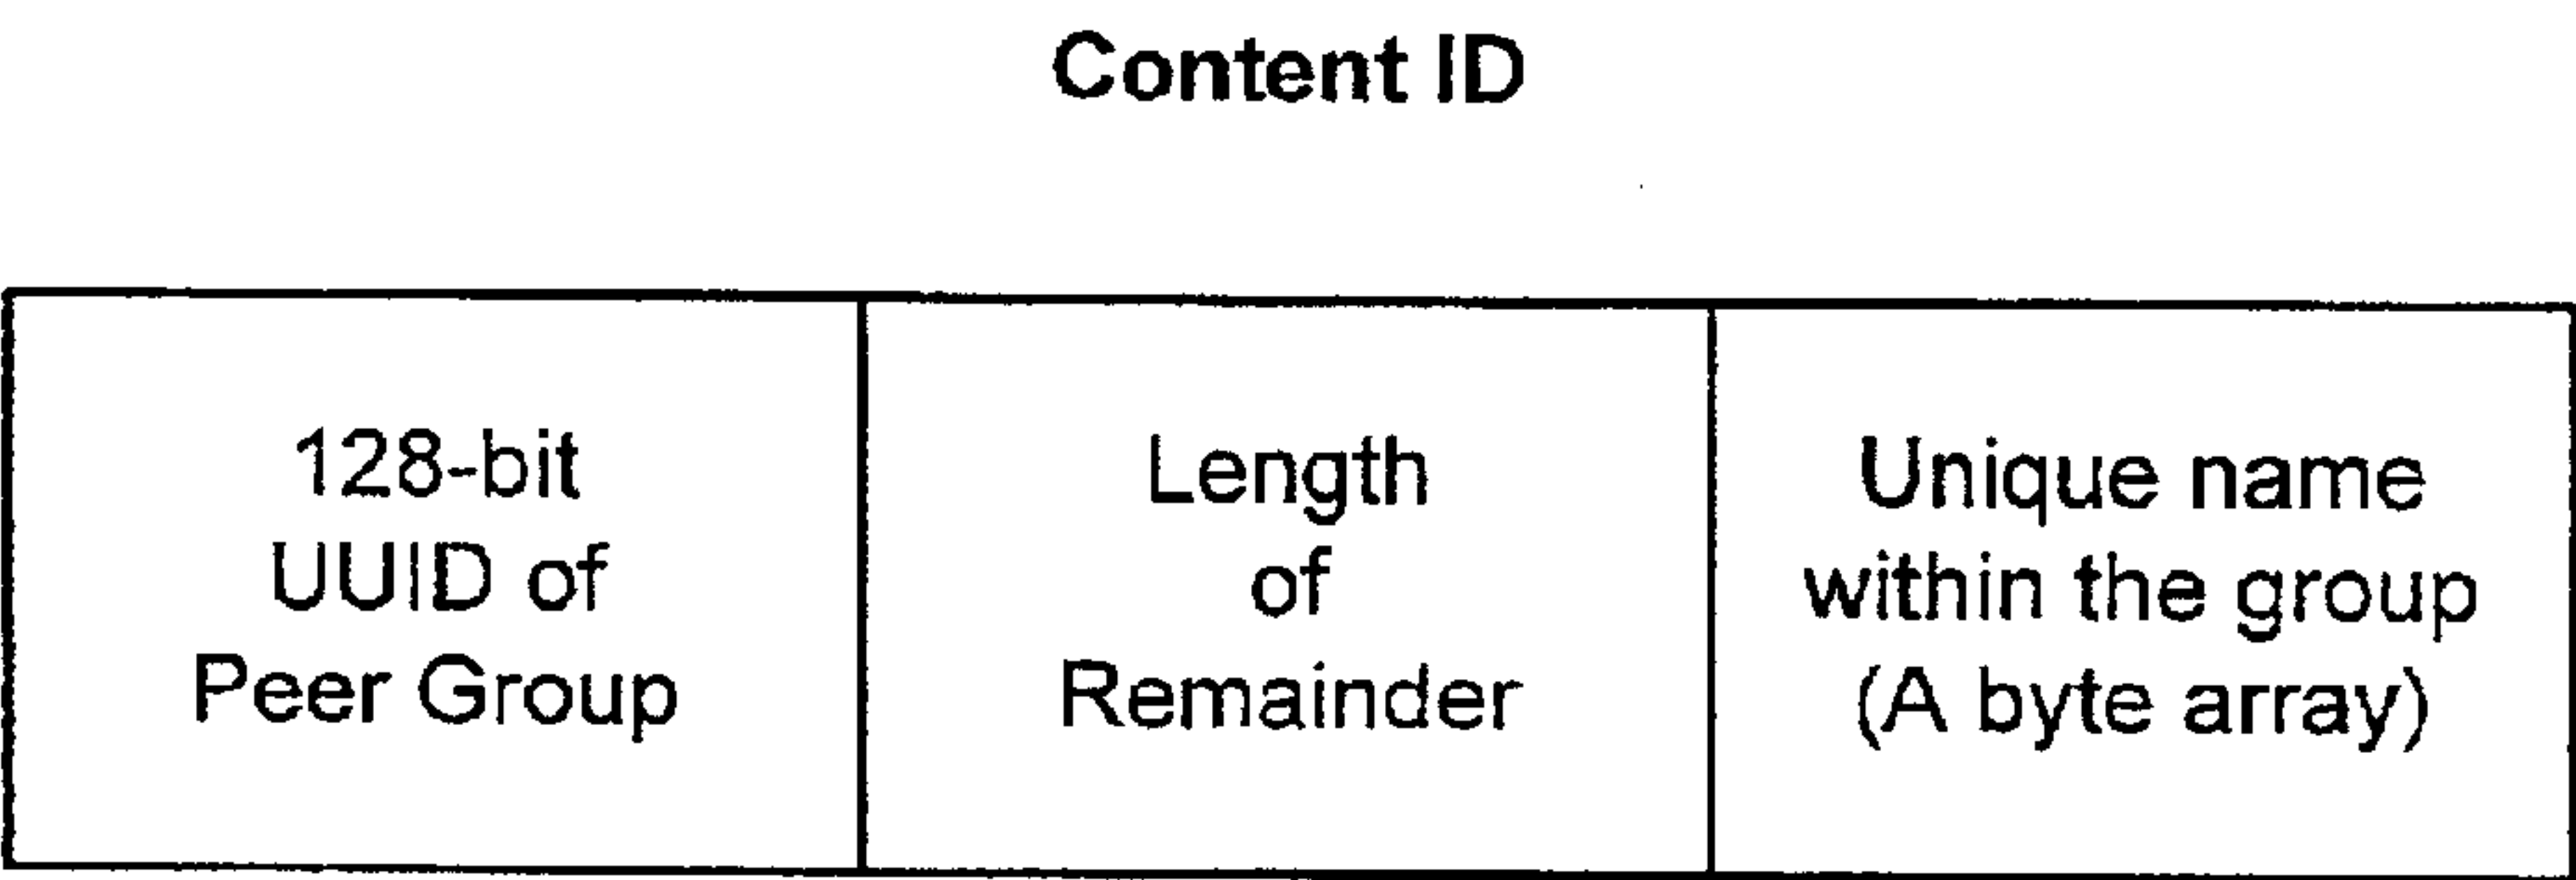 Content ID
128-bit
UUID of
Peer Group
Length
of
Remainder
Unique name
within the group
(A byte array)